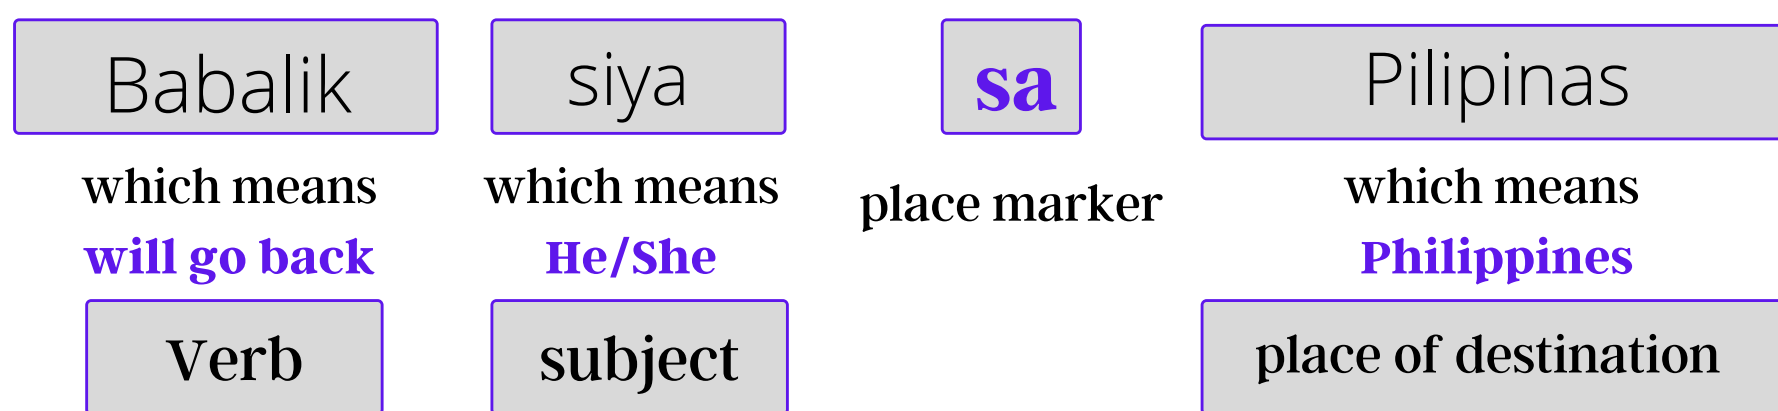 Babalik siya sa Pilipinas
which means which means place marker which means
will go back He/She Philippines
Verb subject place of destination